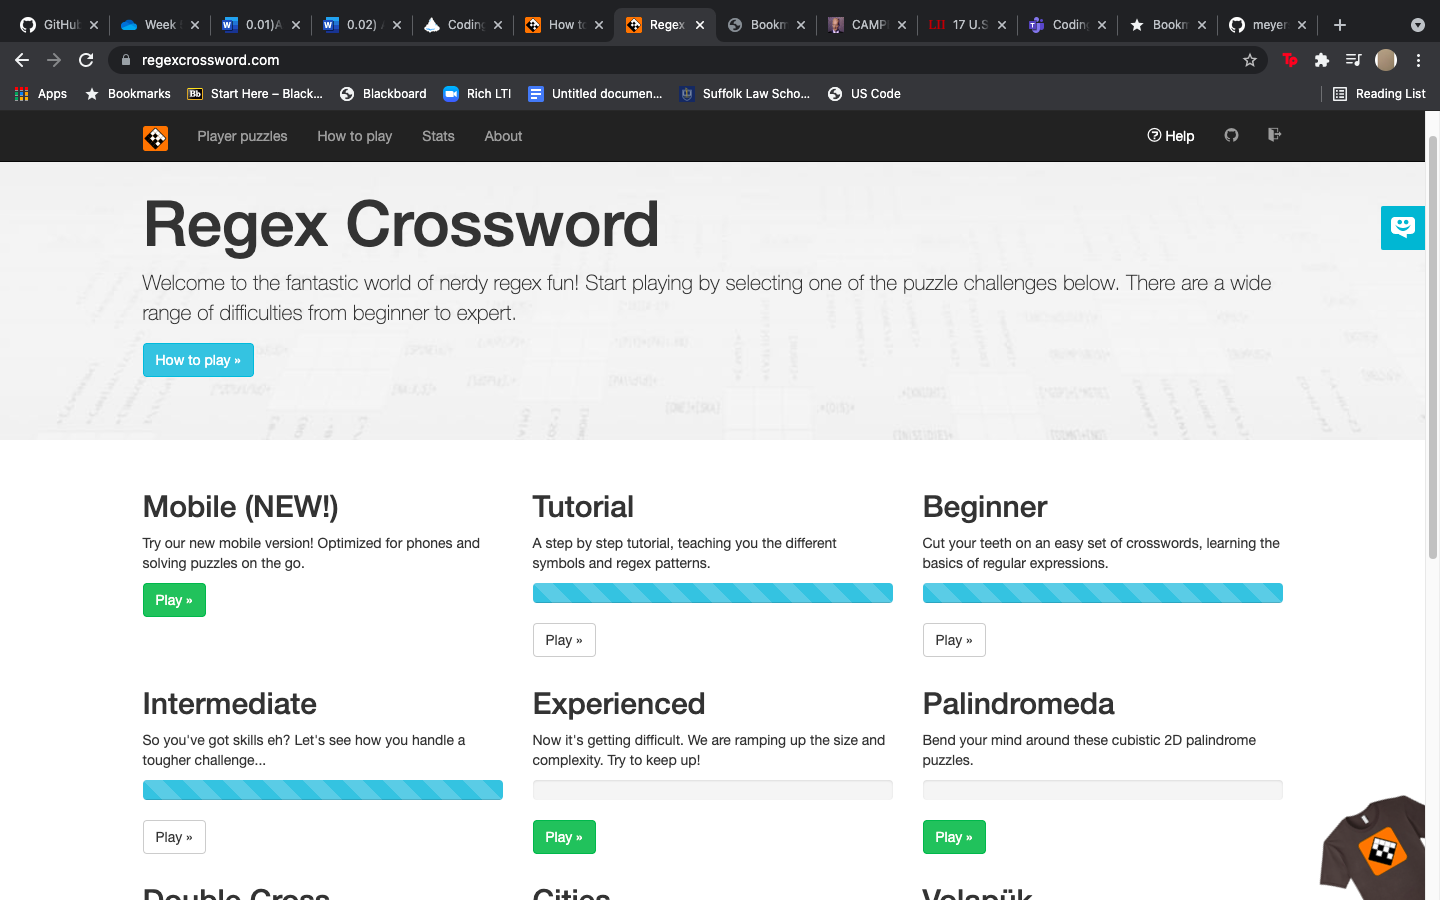 GitHub
Week
0.01)A
0.02)
Coding
How to
Regex
Bookm
CAMP
LII 17 U.S
Coding
Bookm
meyer
regexcrossword.com
Tp
Apps
Bookmarks
Bb Start Here – Black...
Blackboard
Rich LTI
Untitled documen...
Suffolk Law Scho...
US Code
Reading List
Player puzzles
How to play
Stats
About
Help
Regex Crossword
Welcome to the fantastic world of nerdy regex fun! Start playing by selecting one of the puzzle challenges below. There are a wide
range of difficulties from beginner to expert.
How to play »
Mobile (NEW!)
Try our new mobile version! Optimized for phones and
solving puzzles on the go.
Play »
Tutorial
A step by step tutorial, teaching you the different
symbols and regex patterns.
Play »
Beginner
Cut your teeth on an easy set of crosswords, learning the
basics of regular expressions.
Play »
Intermediate
So you've got skills eh? Let's see how you handle a
tougher challenge...
Play »
Experienced
Now it's getting difficult. We are ramping up the size and
complexity. Try to keep up!
Play »
Palindromeda
Bend your mind around these cubistic 2D palindrome
puzzles.
Play »
Double Cross
Cities
Volapük